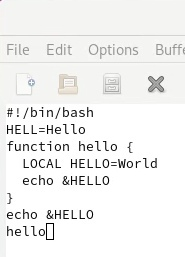 File Edit Options Buffe
#!/bin/bash
HELL=Hello
function hello {
  LOCAL HELLO=World
  echo &HELLO
}
echo &HELLO
hello